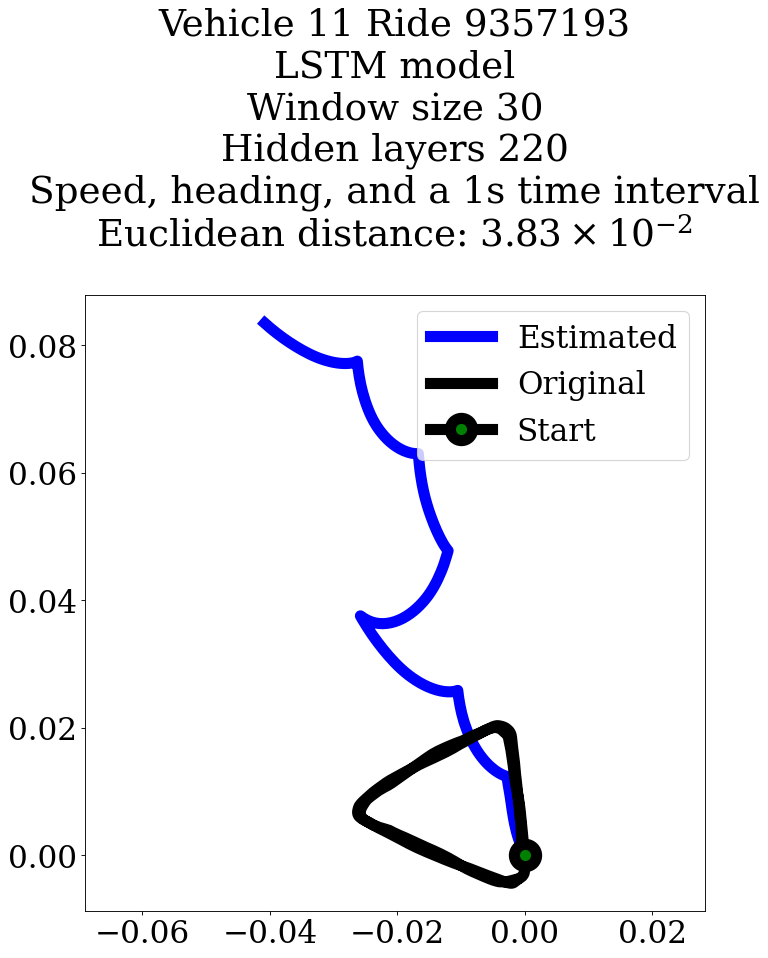 Vehicle 11 Ride 9357193
LSTM model
Window size 30
Hidden layers 220
Speed, heading, and a 1s time interval
Euclidean distance: 3.83 × 10⁻²
Estimated
Original
Start
0.08
0.06
0.04
0.02
0.00
−0.06 −0.04 −0.02 0.00 0.02